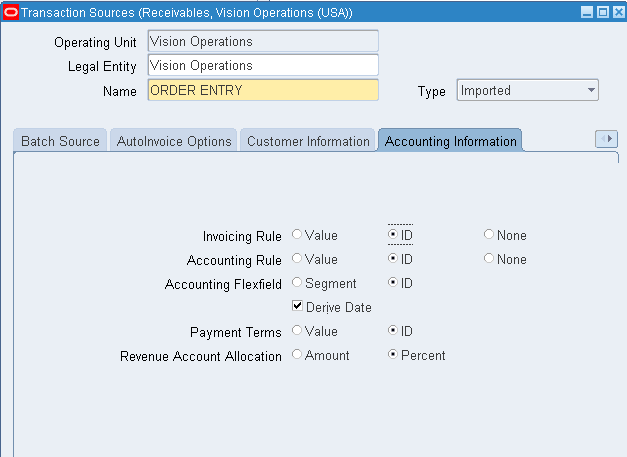 Transaction Sources (Receivables, Vision Operations (USA))
Operating Unit Vision Operations
Legal Entity Vision Operations
Name ORDER ENTRY Type Imported
Batch Source AutoInvoice Options Customer Information Accounting Information
Invoicing Rule Value ID None
Accounting Rule Value ID None
Accounting Flexfield Segment ID
Derive Date
Payment Terms Value ID
Revenue Account Allocation Amount Percent